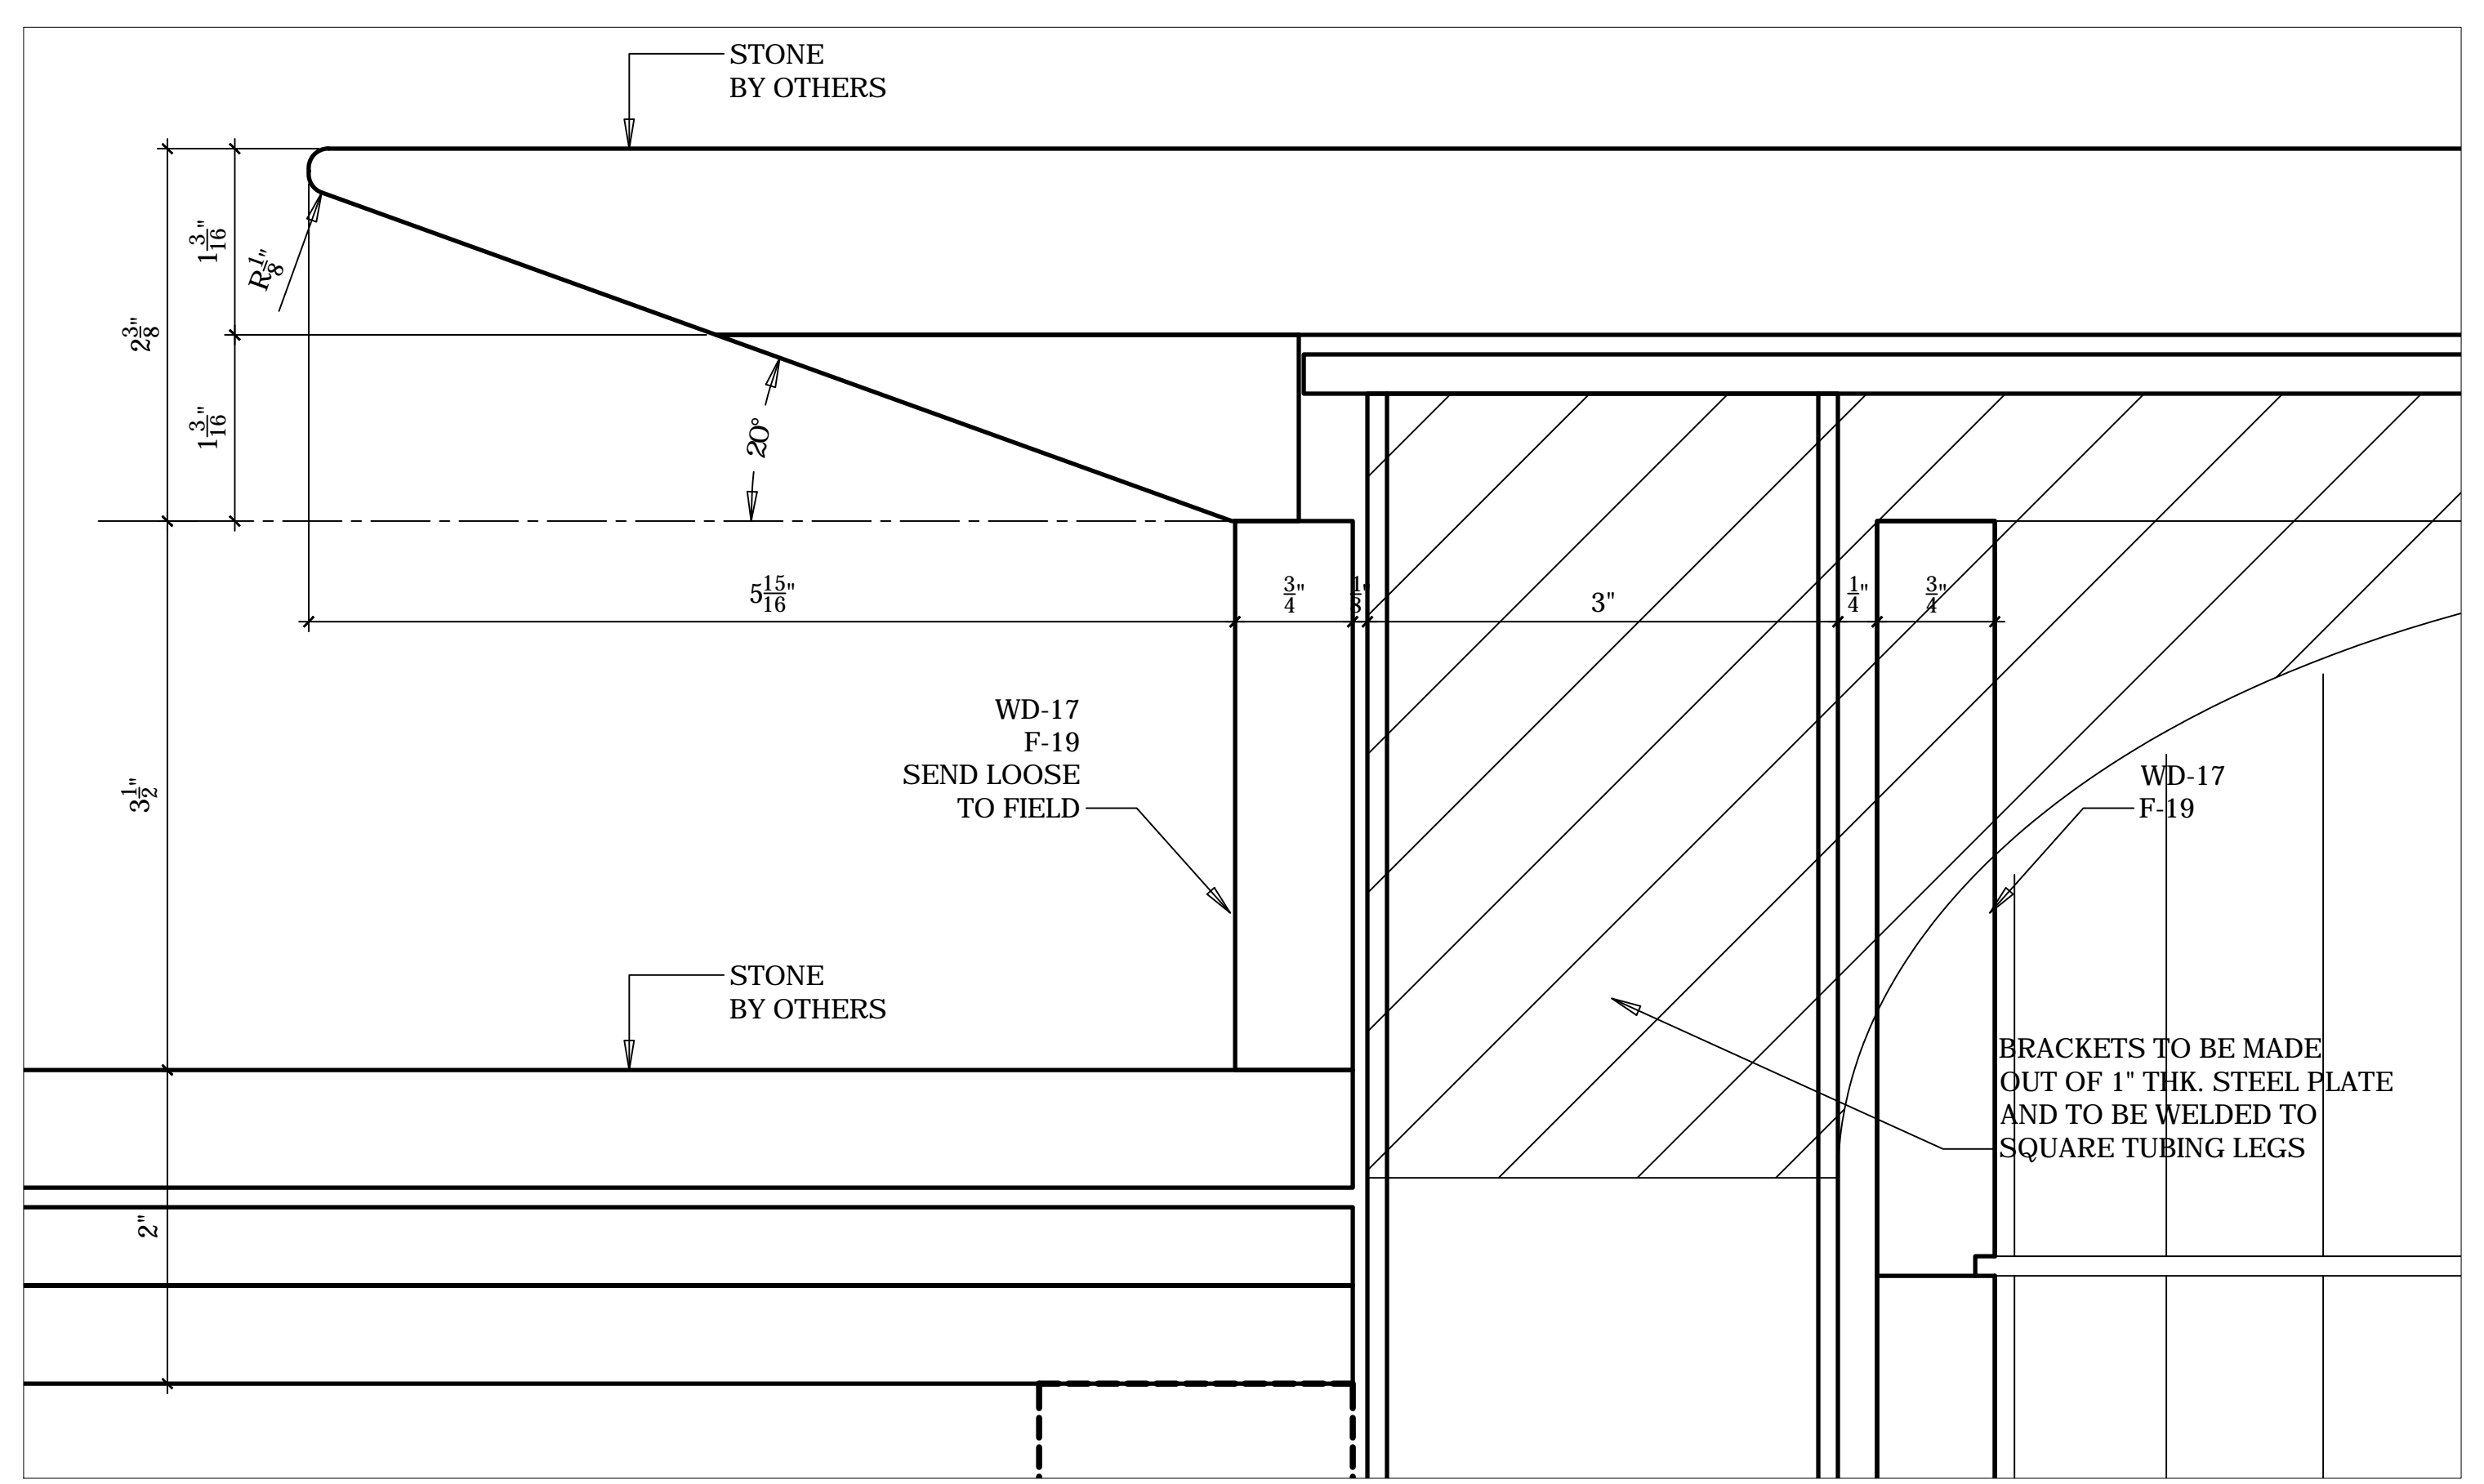 STONE
BY OTHERS
1 3/16"
R1/8"
2 3/8"
1 3/16"
20°
5 15/16"
3/4"
1/8"
3"
1/4"
3/4"
WD-17
F-19
SEND LOOSE
TO FIELD
WD-17
F-19
3 1/2"
STONE
BY OTHERS
BRACKETS TO BE MADE
OUT OF 1" THK. STEEL PLATE
AND TO BE WELDED TO
SQUARE TUBING LEGS
2"